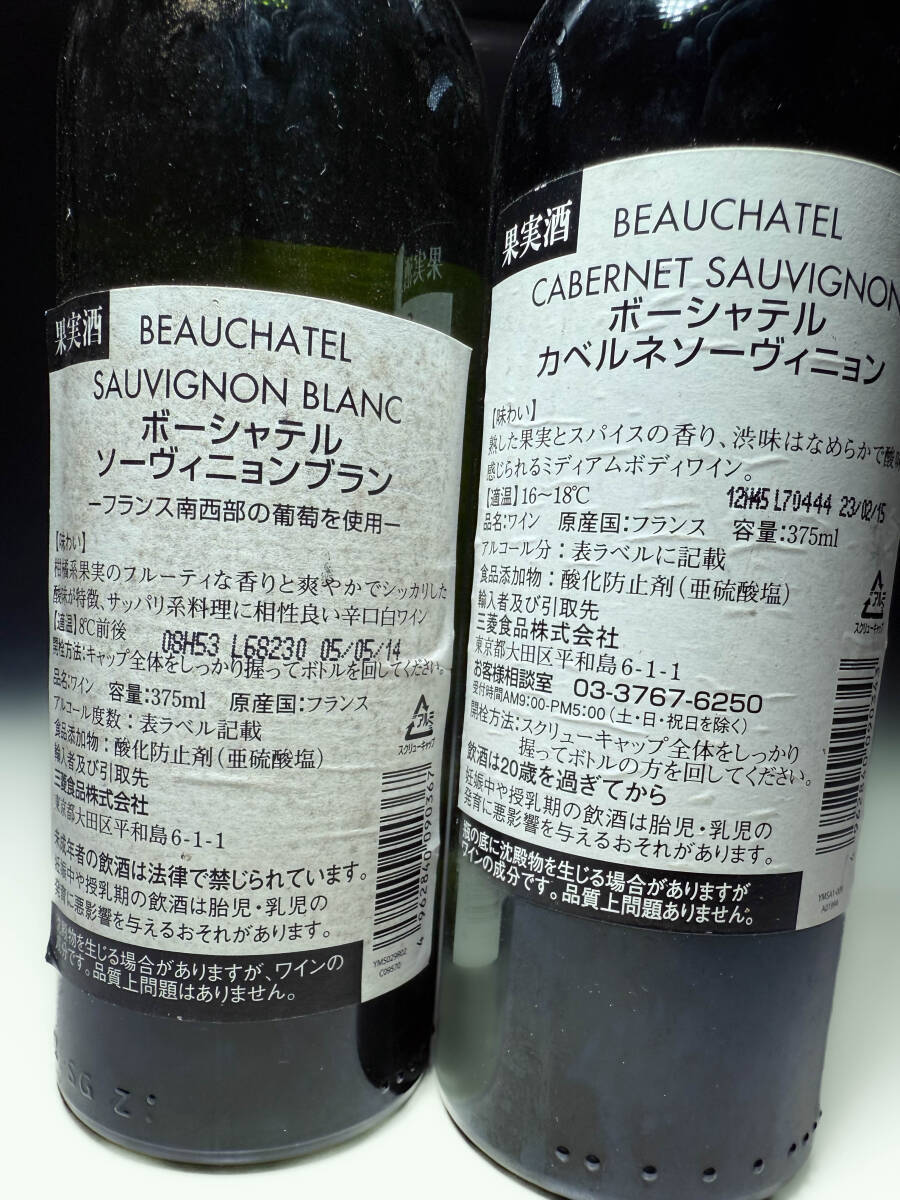 果実酒
BEAUCHATEL
SAUVIGNON BLANC
ボーシャテル
ソーヴィニョンブラン
−フランス南西部の葡萄を使用−
【味わい】
柑橘系果実のフルーティな香りと爽やかでシッカリした
酸味が特徴、サッパリ系料理に相性良い辛口白ワイン
【適温】8℃前後
08H53 L68230 05/05/14
開栓方法:キャップ全体をしっかり握ってボトルを回してください。
品名:ワイン 容量:375ml 原産国:フランス
アルコール度数:表ラベル記載
食品添加物:酸化防止剤(亜硫酸塩)
輸入者及び引取先
三菱食品株式会社
東京都大田区平和島6-1-1
アルミ
スクリューキャップ
未成年者の飲酒は法律で禁じられています。
妊娠中や授乳期の飲酒は胎児・乳児の
発育に悪影響を与えるおそれがあります。
殿物を生じる場合がありますが、ワインの
分です。品質上問題はありません。
4 962840 090367
YMS029R02
C09570
果実酒
BEAUCHATEL
CABERNET SAUVIGNON
ボーシャテル
カベルネソーヴィニョン
【味わい】
熟した果実とスパイスの香り、渋味はなめらかで酸
感じられるミディアムボディワイン。
【適温】16〜18℃
12H45 L70444 23/02/15
品名:ワイン 原産国:フランス 容量:375ml
アルコール分:表ラベルに記載
食品添加物:酸化防止剤(亜硫酸塩)
輸入者及び引取先
三菱食品株式会社
東京都大田区平和島6-1-1
お客様相談室 03-3767-6250
受付時間AM9:00-PM5:00(土・日・祝日を除く)
開栓方法:スクリューキャップ全体をしっかり
握ってボトルの方を回してください。
アルミ
スクリューキャップ
飲酒は20歳を過ぎてから
妊娠中や授乳期の飲酒は胎児・乳児の
発育に悪影響を与えるおそれがあります。
瓶の底に沈殿物を生じる場合がありますが
ワインの成分です。品質上問題ありません。